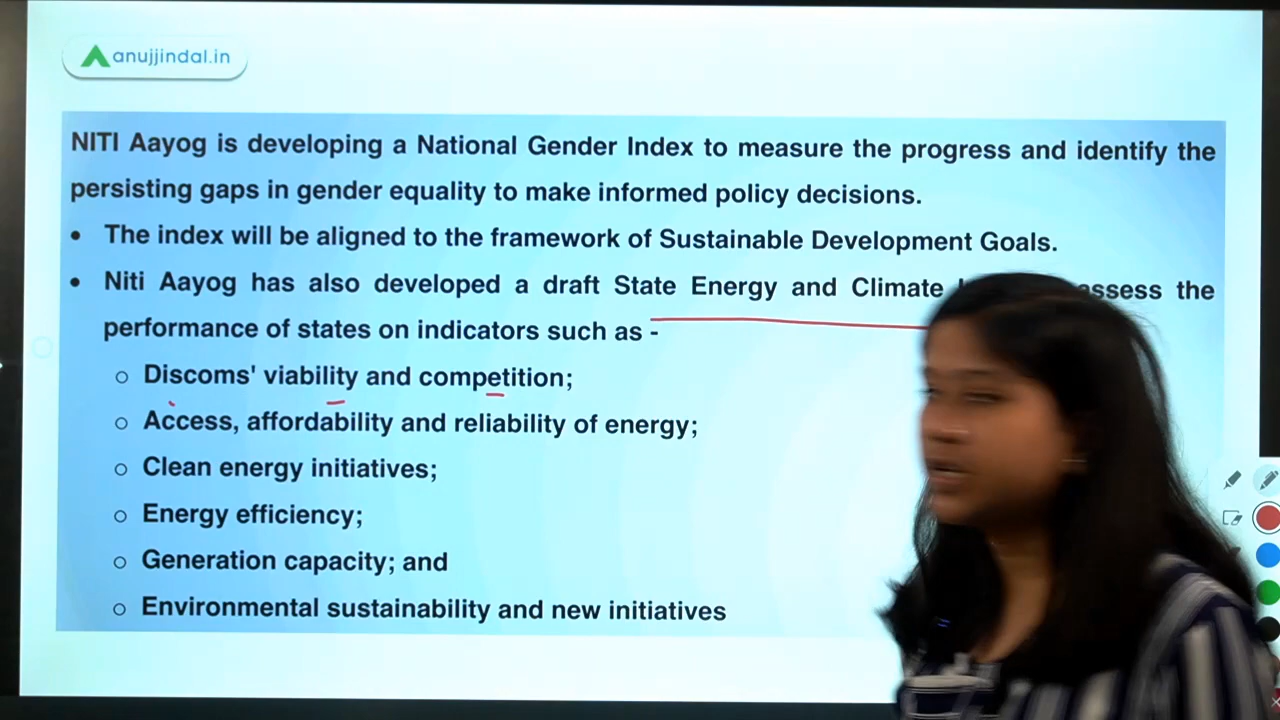 anujjindal.in
NITI Aayog is developing a National Gender Index to measure the progress and identify the
persisting gaps in gender equality to make informed policy decisions.
• The index will be aligned to the framework of Sustainable Development Goals.
• Niti Aayog has also developed a draft State Energy and Climate assess the
performance of states on indicators such as -
○ Discoms' viability and competition;
○ Access, affordability and reliability of energy;
○ Clean energy initiatives;
○ Energy efficiency;
○ Generation capacity; and
○ Environmental sustainability and new initiatives